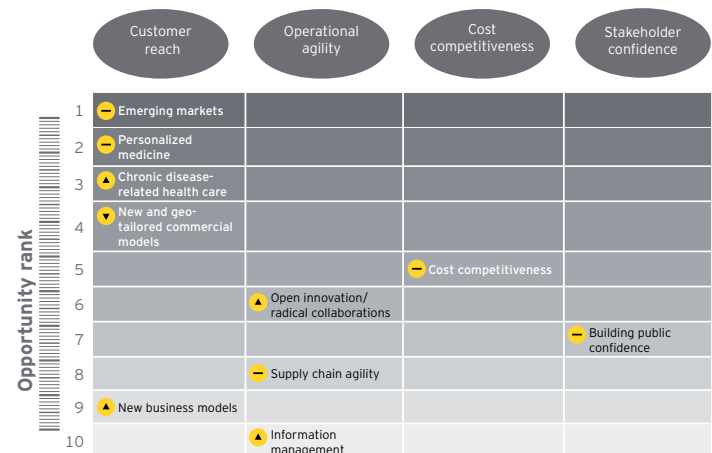 Customer
reach
Operational
agility
Cost
competitiveness
Stakeholder
confidence
Opportunity rank
1
Emerging markets
2
Personalized
medicine
3
Chronic disease-
related health care
4
New and geo-
tailored commercial
models
5
Cost competitiveness
6
Open innovation/
radical collaborations
7
Building public
confidence
8
Supply chain agility
9
New business models
10
Information
management